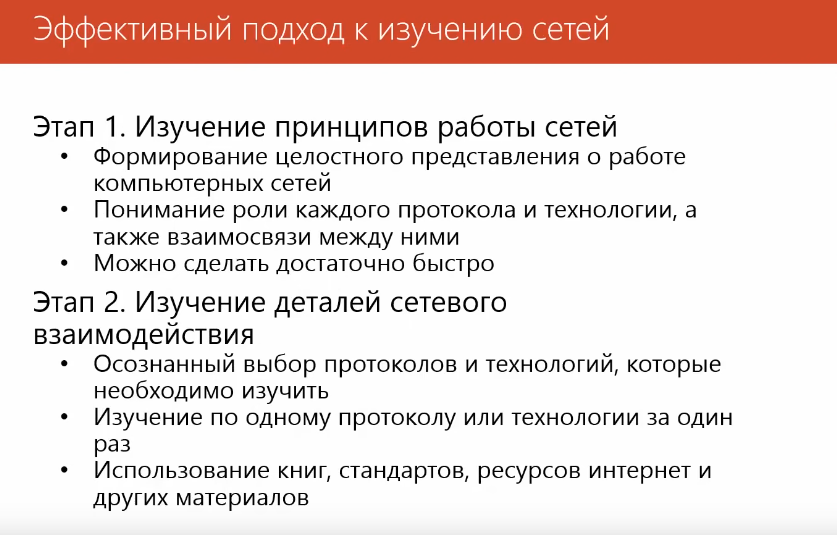 Эффективный подход к изучению сетей
Этап 1. Изучение принципов работы сетей
• Формирование целостного представления о работе
компьютерных сетей
• Понимание роли каждого протокола и технологии, а
также взаимосвязи между ними
• Можно сделать достаточно быстро
Этап 2. Изучение деталей сетевого
взаимодействия
• Осознанный выбор протоколов и технологий, которые
необходимо изучить
• Изучение по одному протоколу или технологии за один
раз
• Использование книг, стандартов, ресурсов интернет и
других материалов